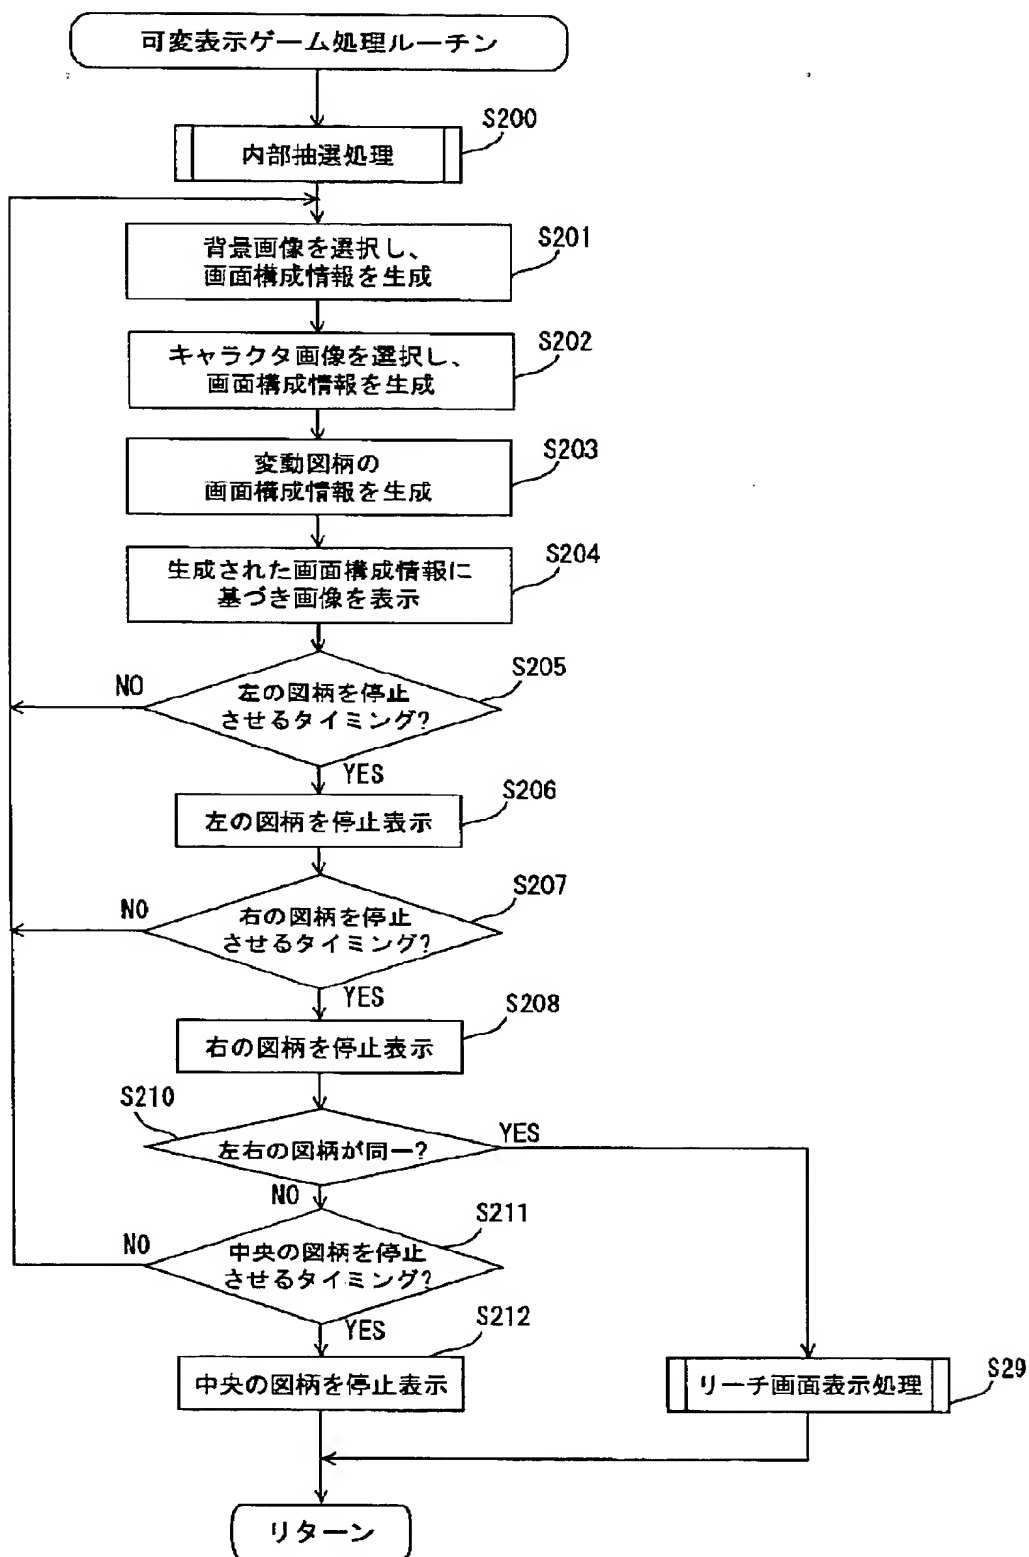 可変表示ゲーム処理ルーチン
S200
内部抽選処理
S201
背景画像を選択し、
画面構成情報を生成
S202
キャラクタ画像を選択し、
画面構成情報を生成
S203
変動図柄の
画面構成情報を生成
S204
生成された画面構成情報に
基づき画像を表示
S205
NO
左の図柄を停止
させるタイミング?
YES
S206
左の図柄を停止表示
S207
NO
右の図柄を停止
させるタイミング?
YES
S208
右の図柄を停止表示
S210
左右の図柄が同一?
YES
NO
S211
NO
中央の図柄を停止
させるタイミング?
YES
S212
中央の図柄を停止表示
リーチ画面表示処理
S29
リターン